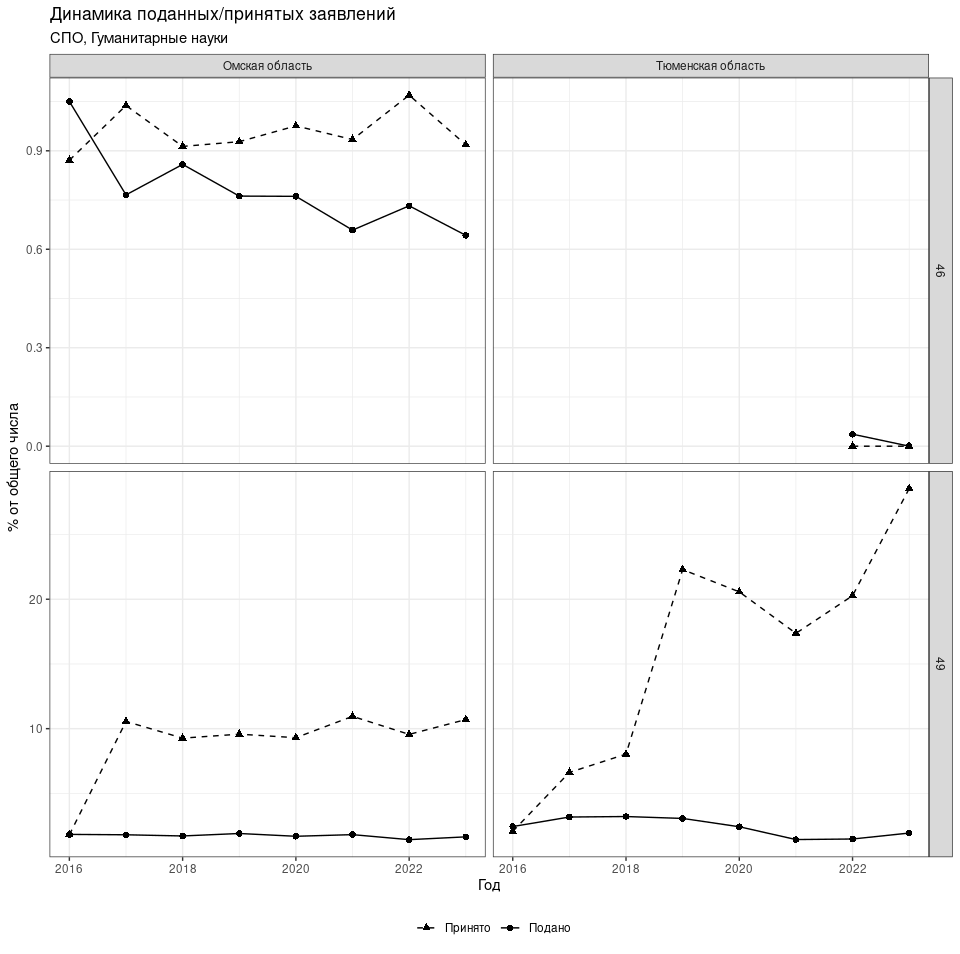 Динамика поданных/принятых заявлений
СПО, Гуманитарные науки
Омская область
Тюменская область
0.9
0.6
0.3
0.0
46
% от общего числа
20
10
49
2016 2018 2020 2022
2016 2018 2020 2022
Год
Принято Подано